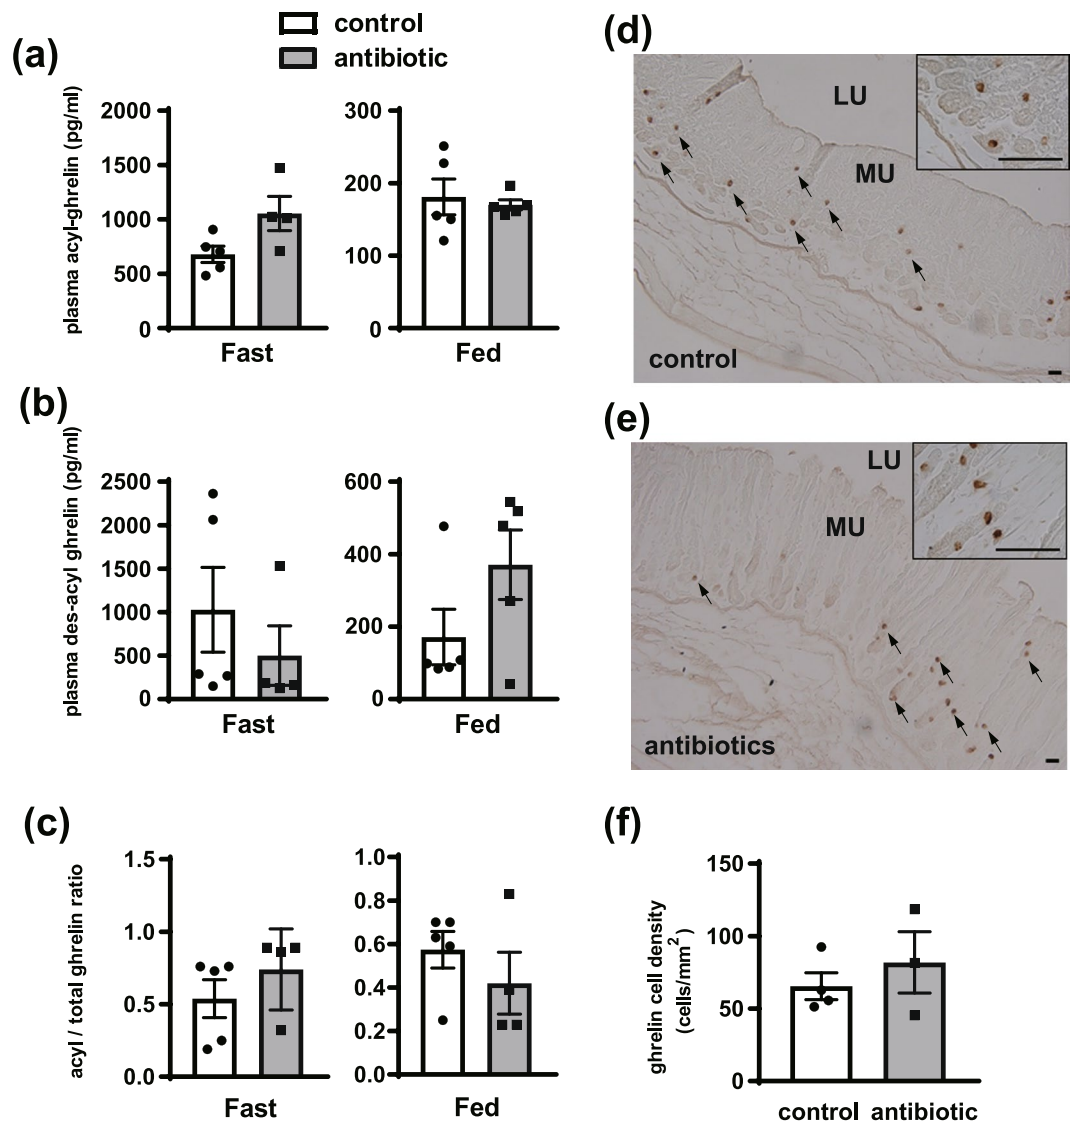 control
antibiotic
(a)
plasma acyl-ghrelin (pg/ml)
2000
1500
1000
500
0
Fast
300
200
100
0
Fed
(b)
plasma des-acyl ghrelin (pg/ml)
2500
2000
1500
1000
500
0
Fast
600
400
200
0
Fed
(c)
acyl / total ghrelin ratio
1.5
1.0
0.5
0.0
Fast
1.0
0.8
0.6
0.4
0.2
0.0
Fed
(d)
LU
MU
control
(e)
LU
MU
antibiotics
(f)
ghrelin cell density
(cells/mm²)
150
100
50
0
control antibiotic